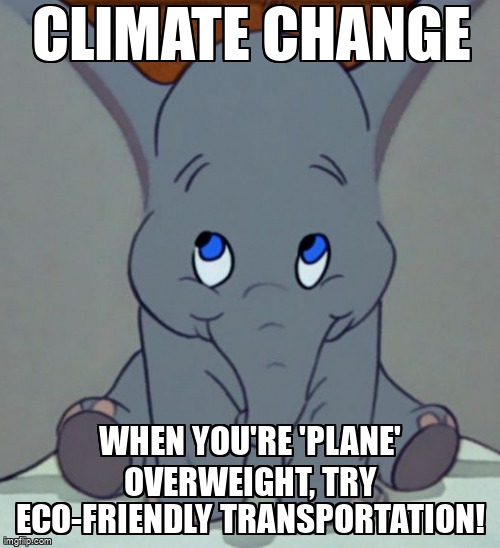 CLIMATE CHANGE
WHEN YOU'RE 'PLANE'
OVERWEIGHT, TRY
ECO-FRIENDLY TRANSPORTATION!
imgflip.com